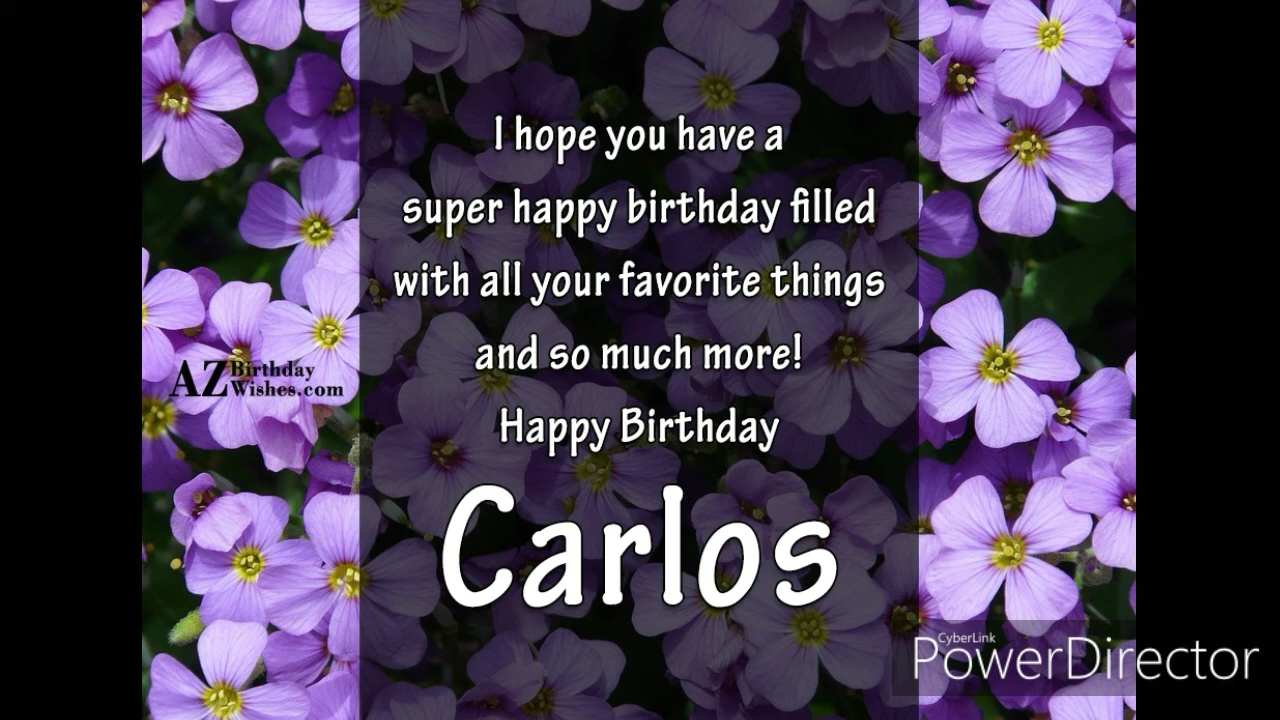 I hope you have a
super happy birthday filled
with all your favorite things
and so much more!
Happy Birthday
Carlos
AZ Birthday
Wishes.com
CyberLink
PowerDirector